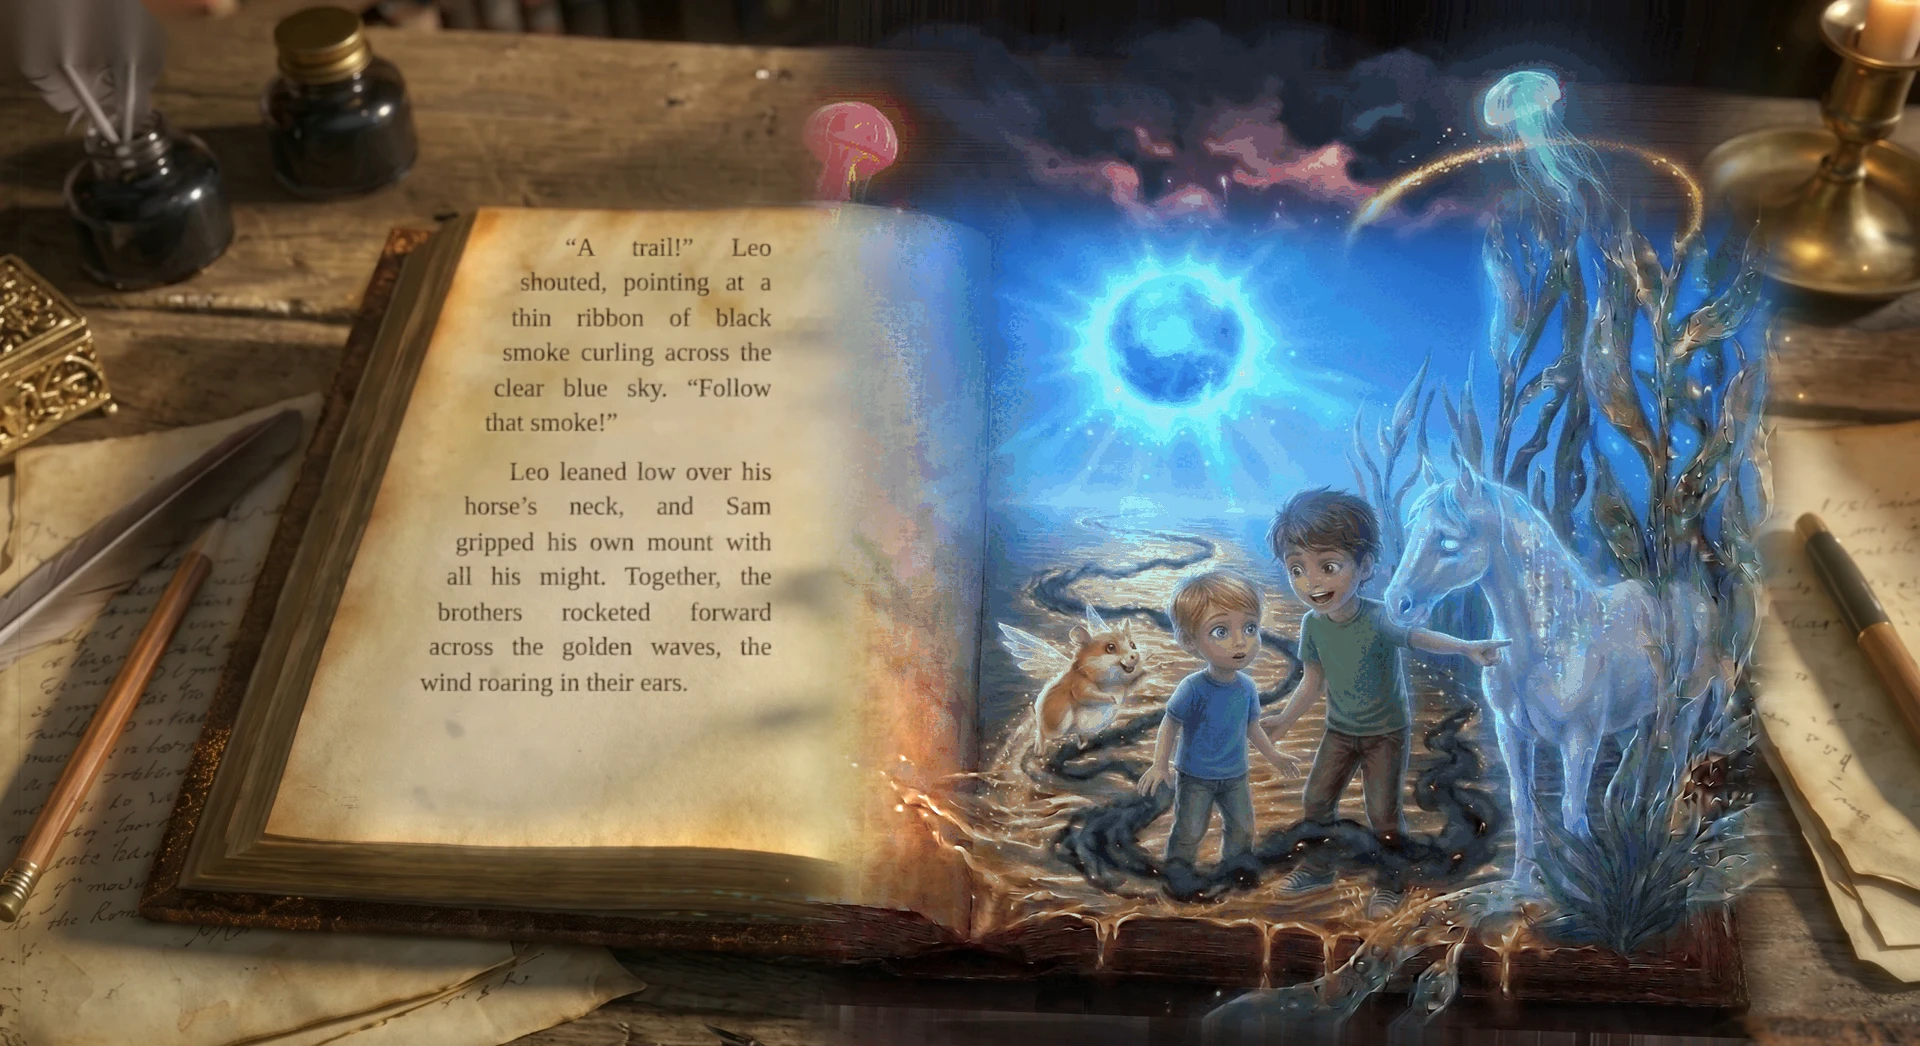 “A trail!” Leo
shouted, pointing at a
thin ribbon of black
smoke curling across the
clear blue sky. “Follow
that smoke!”
Leo leaned low over his
horse’s neck, and Sam
gripped his own mount with
all his might. Together, the
brothers rocketed forward
across the golden waves, the
wind roaring in their ears.